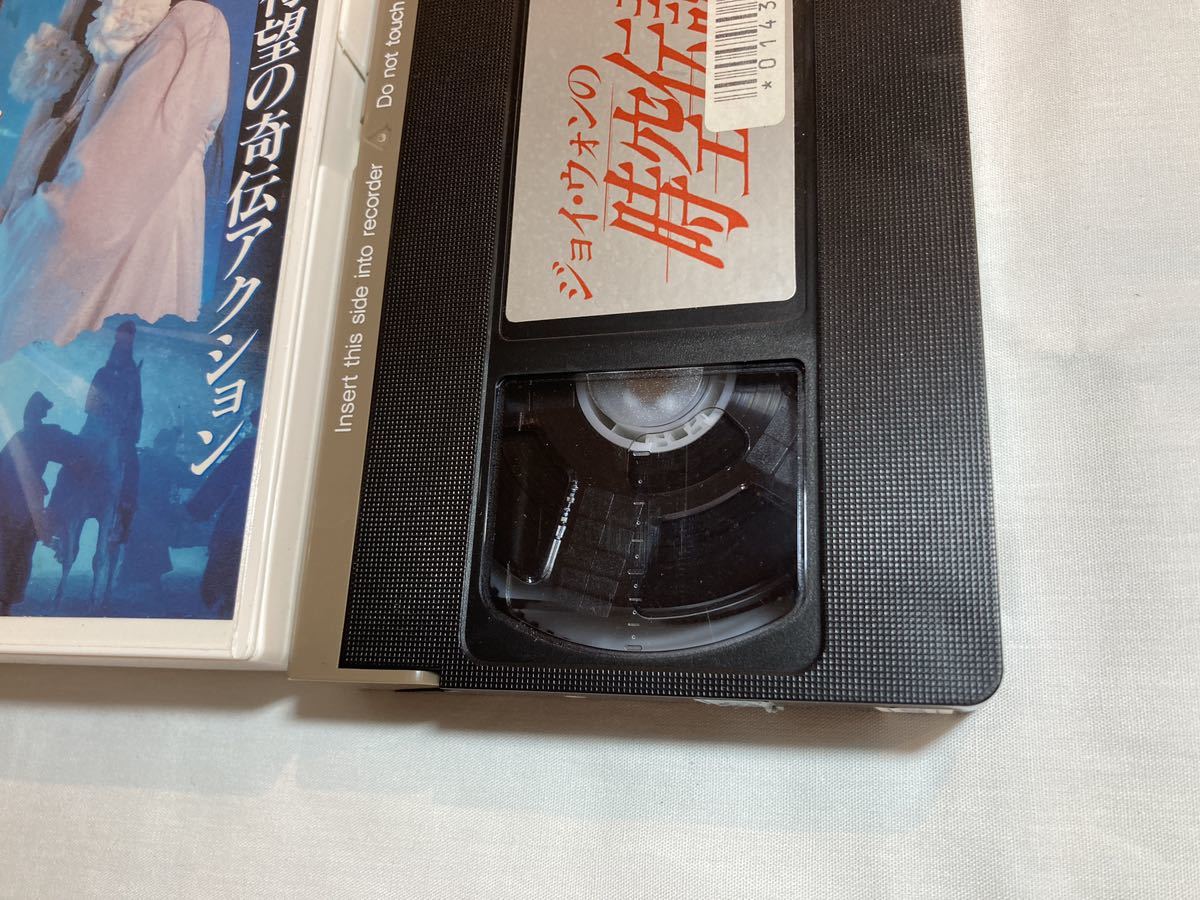 待望の奇伝アクション
Insert this side into recorder
Do not touch
ジョイ・ウォンの
*0143